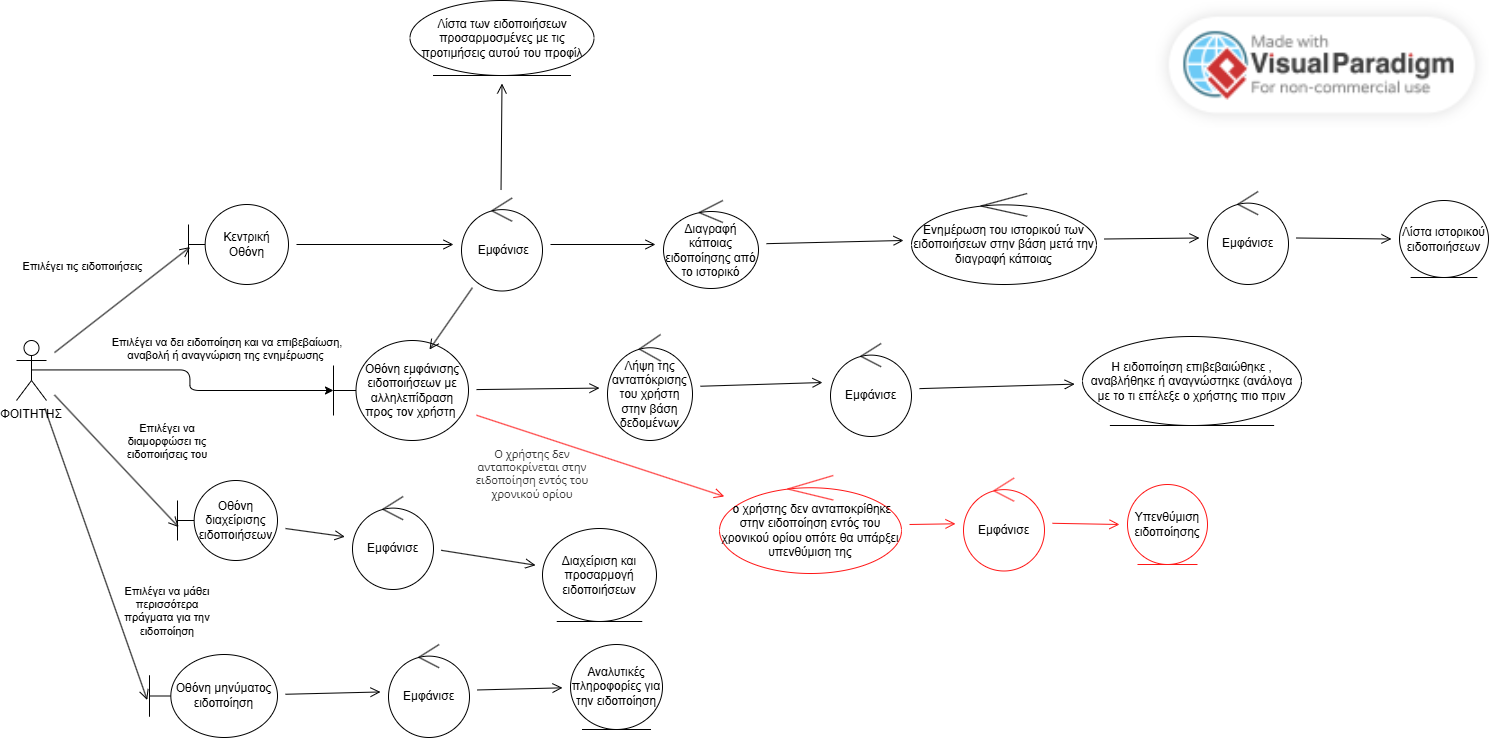 Λίστα των ειδοποιήσεων
προσαρμοσμένες με τις
προτιμήσεις αυτού του προφίλ
Made with
Visual Paradigm
For non-commercial use
Επιλέγει τις ειδοποιήσεις
Κεντρική
Οθόνη
Εμφάνισε
Διαγραφή
κάποιας
ειδοποίησης από
το ιστορικό
Ενημέρωση του ιστορικού των
ειδοποιήσεων στην βάση μετά την
διαγραφή κάποιας
Εμφάνισε
Λίστα ιστορικού
ειδοποιήσεων
ΦΟΙΤΗΤΗΣ
Επιλέγει να δει ειδοποίηση και να επιβεβαίωση,
αναβολή ή αναγνώριση της ενημέρωσης
Οθόνη εμφάνισης
ειδοποιήσεων με
αλληλεπίδραση
προς τον χρήστη
Λήψη της
ανταπόκρισης
του χρήστη
στην βάση
δεδομένων
Εμφάνισε
Η ειδοποίηση επιβεβαιώθηκε ,
αναβλήθηκε ή αναγνώστηκε (ανάλογα
με το τι επέλεξε ο χρήστης πιο πριν
Ο χρήστης δεν
ανταποκρίνεται στην
ειδοποίηση εντός του
χρονικού ορίου
ο χρήστης δεν ανταποκρίθηκε
στην ειδοποίηση εντός του
χρονικού ορίου οπότε θα υπάρξει
υπενθύμιση της
Εμφάνισε
Υπενθύμιση
ειδοποίησης
Επιλέγει να
διαμορφώσει τις
ειδοποιήσεις του
Οθόνη
διαχείρισης
ειδοποιήσεων
Εμφάνισε
Διαχείριση και
προσαρμογή
ειδοποιήσεων
Επιλέγει να μάθει
περισσότερα
πράγματα για την
ειδοποίηση
Οθόνη μηνύματος
ειδοποίηση
Εμφάνισε
Αναλυτικές
πληροφορίες για
την ειδοποίηση